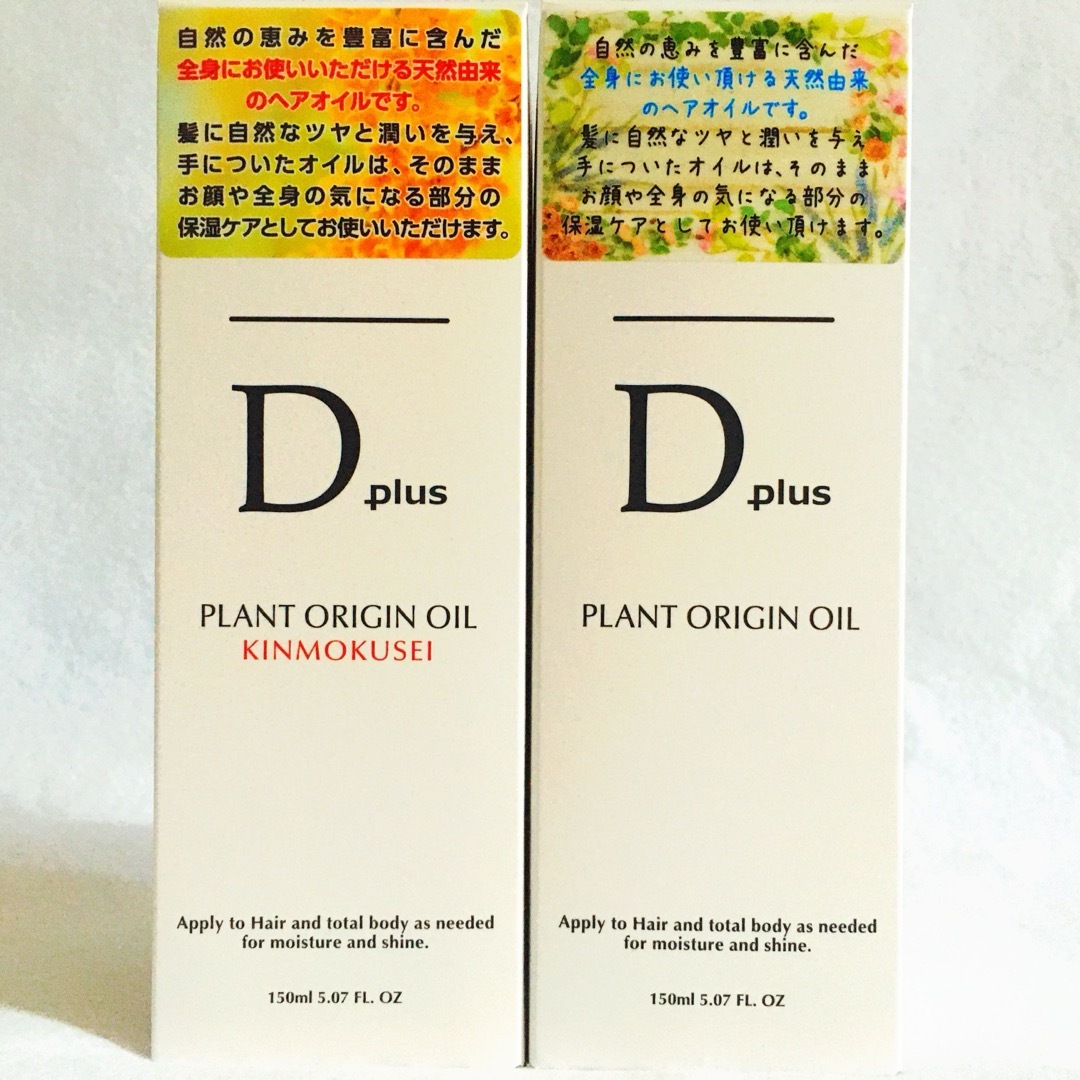 自然の恵みを豊富に含んだ
全身にお使いいただける天然由来
のヘアオイルです。
髪に自然なツヤと潤いを与え、
手についたオイルは、そのまま
お顔や全身の気になる部分の
保湿ケアとしてお使いいただけます。
D plus
PLANT ORIGIN OIL
KINMOKUSEI
Apply to Hair and total body as needed
for moisture and shine.
150ml 5.07 FL. OZ
自然の恵みを豊富に含んだ
全身にお使い頂ける天然由来
のヘアオイルです。
髪に自然なツヤと潤いを与え
手についたオイルは、そのまま
お顔や全身の気になる部分の
保湿ケアとしてお使い頂けます。
D plus
PLANT ORIGIN OIL
Apply to Hair and total body as needed
for moisture and shine.
150ml 5.07 FL. OZ